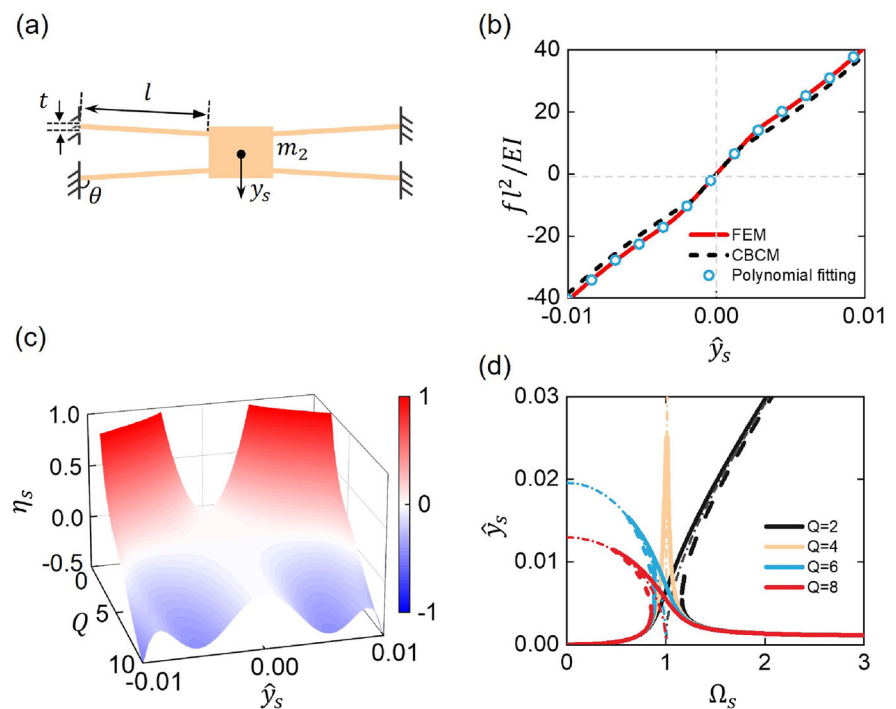 (a)
t
l
m₂
θ
yₛ
(b)
40
20
0
-20
-40
f l²/EI
FEM
CBCM
Polynomial fitting
-0.01
0.00
0.01
ŷₛ
(c)
1.0
0.5
0.0
-0.5
ηₛ
0
5
10
Q
-0.01
0.00
0.01
ŷₛ
1
0
-1
(d)
0.03
0.02
0.01
0.00
ŷₛ
Q=2
Q=4
Q=6
Q=8
0
1
2
3
Ωₛ